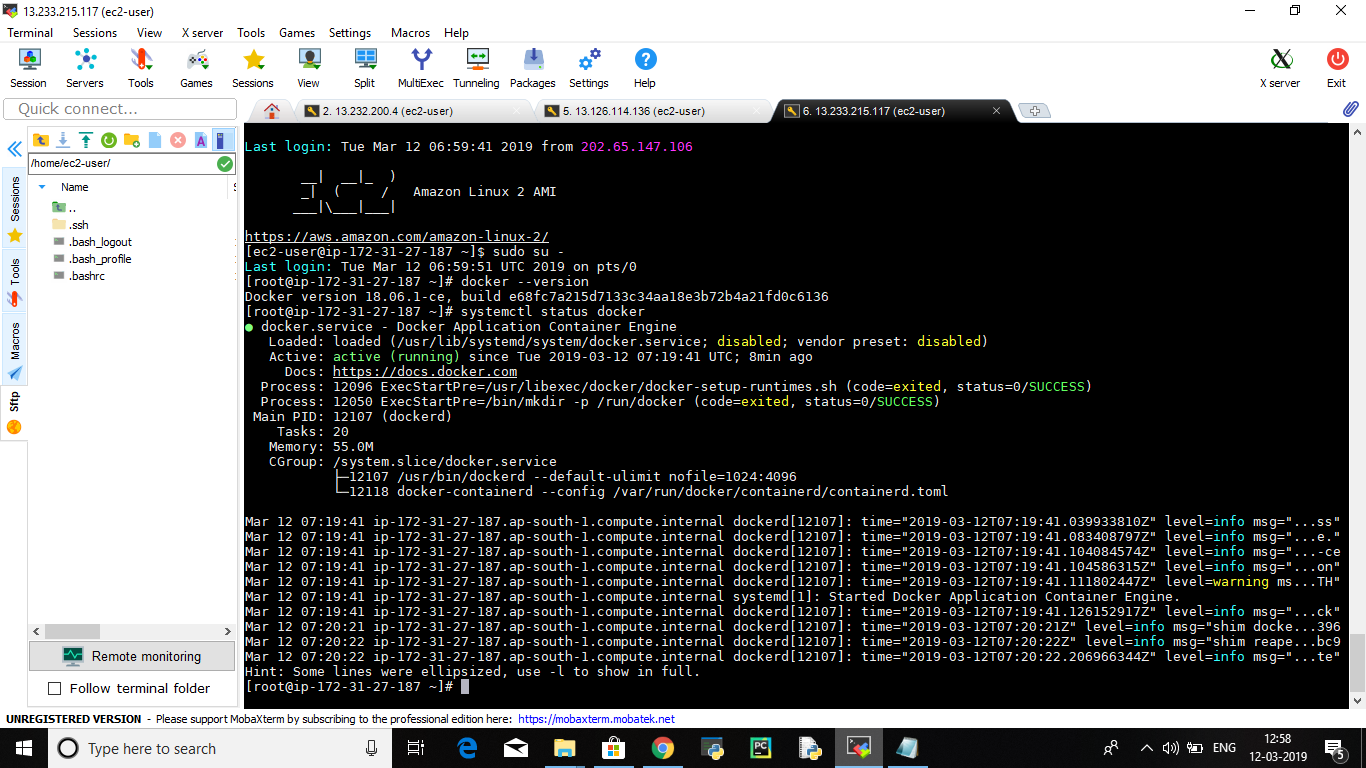 13.233.215.117 (ec2-user)
Terminal Sessions View X server Tools Games Settings Macros Help
Session Servers Tools Games Sessions View Split MultiExec Tunneling Packages Settings Help X server Exit
Quick connect...
2. 13.232.200.4 (ec2-user)
5. 13.126.114.136 (ec2-user)
6. 13.233.215.117 (ec2-user)
/home/ec2-user/
Name
..
.ssh
.bash_logout
.bash_profile
.bashrc
Sessions
Tools
Macros
Sftp
Remote monitoring
Follow terminal folder
Last login: Tue Mar 12 06:59:41 2019 from 202.65.147.106
__| __|_ )
_| ( / Amazon Linux 2 AMI
___|\___|___|
https://aws.amazon.com/amazon-linux-2/
[ec2-user@ip-172-31-27-187 ~]$ sudo su -
Last login: Tue Mar 12 06:59:51 UTC 2019 on pts/0
[root@ip-172-31-27-187 ~]# docker --version
Docker version 18.06.1-ce, build e68fc7a215d7133c34aa18e3b72b4a21fd0c6136
[root@ip-172-31-27-187 ~]# systemctl status docker
● docker.service - Docker Application Container Engine
Loaded: loaded (/usr/lib/systemd/system/docker.service; disabled; vendor preset: disabled)
Active: active (running) since Tue 2019-03-12 07:19:41 UTC; 8min ago
Docs: https://docs.docker.com
Process: 12096 ExecStartPre=/usr/libexec/docker/docker-setup-runtimes.sh (code=exited, status=0/SUCCESS)
Process: 12050 ExecStartPre=/bin/mkdir -p /run/docker (code=exited, status=0/SUCCESS)
Main PID: 12107 (dockerd)
Tasks: 20
Memory: 55.0M
CGroup: /system.slice/docker.service
├─12107 /usr/bin/dockerd --default-ulimit nofile=1024:4096
└─12118 docker-containerd --config /var/run/docker/containerd/containerd.toml
Mar 12 07:19:41 ip-172-31-27-187.ap-south-1.compute.internal dockerd[12107]: time="2019-03-12T07:19:41.039933810Z" level=info msg="...ss"
Mar 12 07:19:41 ip-172-31-27-187.ap-south-1.compute.internal dockerd[12107]: time="2019-03-12T07:19:41.083408797Z" level=info msg="...e."
Mar 12 07:19:41 ip-172-31-27-187.ap-south-1.compute.internal dockerd[12107]: time="2019-03-12T07:19:41.104084574Z" level=info msg="...-ce
Mar 12 07:19:41 ip-172-31-27-187.ap-south-1.compute.internal dockerd[12107]: time="2019-03-12T07:19:41.104586315Z" level=info msg="...on"
Mar 12 07:19:41 ip-172-31-27-187.ap-south-1.compute.internal dockerd[12107]: time="2019-03-12T07:19:41.111802447Z" level=warning ms...TH"
Mar 12 07:19:41 ip-172-31-27-187.ap-south-1.compute.internal systemd[1]: Started Docker Application Container Engine.
Mar 12 07:19:41 ip-172-31-27-187.ap-south-1.compute.internal dockerd[12107]: time="2019-03-12T07:19:41.126152917Z" level=info msg="...ck"
Mar 12 07:20:21 ip-172-31-27-187.ap-south-1.compute.internal dockerd[12107]: time="2019-03-12T07:20:21Z" level=info msg="shim docke...396
Mar 12 07:20:22 ip-172-31-27-187.ap-south-1.compute.internal dockerd[12107]: time="2019-03-12T07:20:22Z" level=info msg="shim reape...bc9
Mar 12 07:20:22 ip-172-31-27-187.ap-south-1.compute.internal dockerd[12107]: time="2019-03-12T07:20:22.206966344Z" level=info msg="...te"
Hint: Some lines were ellipsized, use -l to show in full.
[root@ip-172-31-27-187 ~]#
UNREGISTERED VERSION - Please support MobaXterm by subscribing to the professional edition here: https://mobaxterm.mobatek.net
Type here to search
ENG
12:58
12-03-2019
5